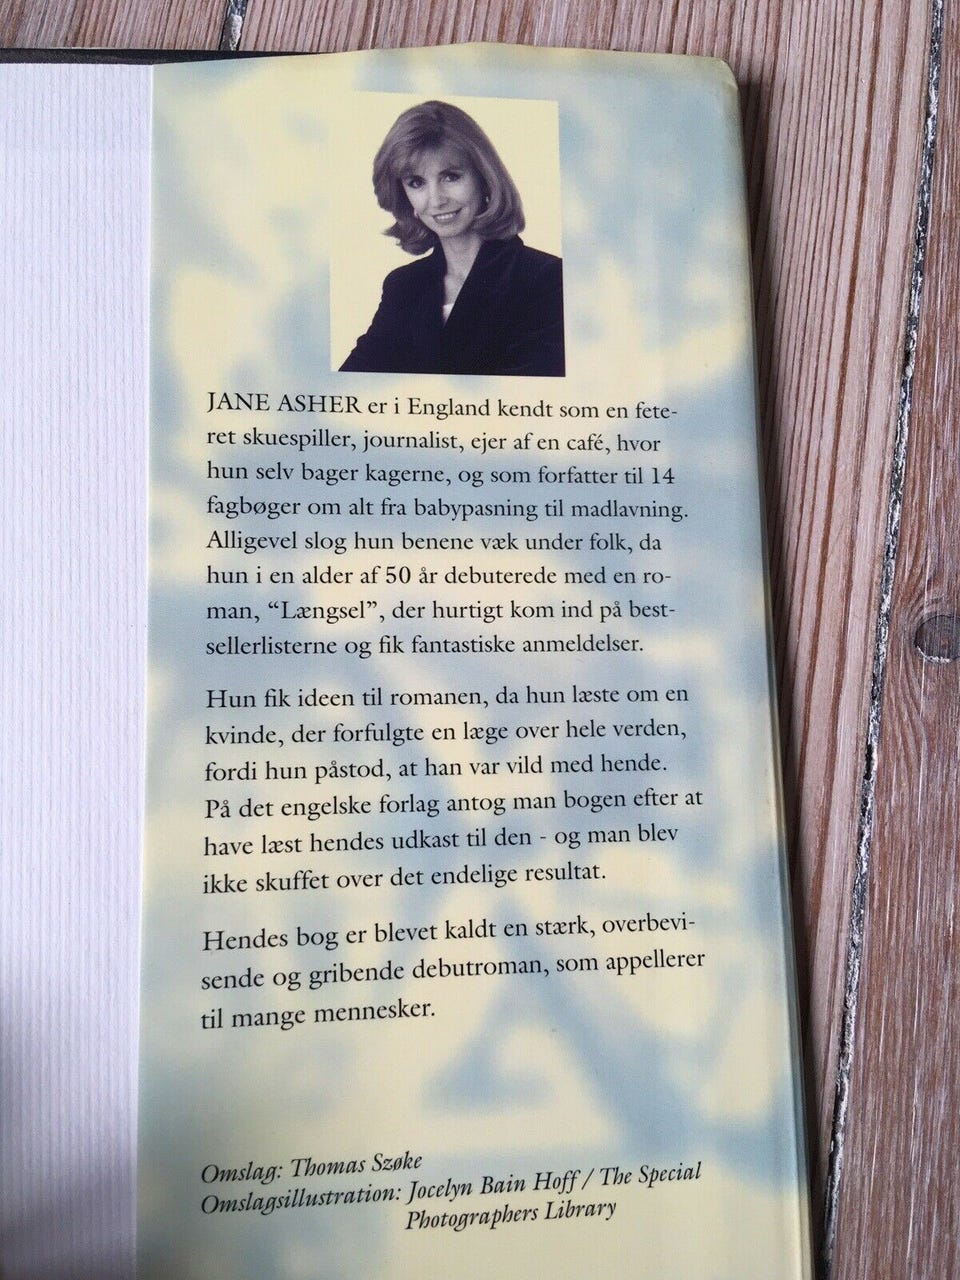 JANE ASHER er i England kendt som en fete-
ret skuespiller, journalist, ejer af en café, hvor
hun selv bager kagerne, og som forfatter til 14
fagbøger om alt fra babypasning til madlavning.
Alligevel slog hun benene væk under folk, da
hun i en alder af 50 år debuterede med en ro-
man, “Længsel”, der hurtigt kom ind på best-
sellerlisterne og fik fantastiske anmeldelser.
Hun fik ideen til romanen, da hun læste om en
kvinde, der forfulgte en læge over hele verden,
fordi hun påstod, at han var vild med hende.
På det engelske forlag antog man bogen efter at
have læst hendes udkast til den - og man blev
ikke skuffet over det endelige resultat.
Hendes bog er blevet kaldt en stærk, overbevi-
sende og gribende debutroman, som appellerer
til mange mennesker.
Omslag: Thomas Szøke
Omslagsillustration: Jocelyn Bain Hoff / The Special
Photographers Library